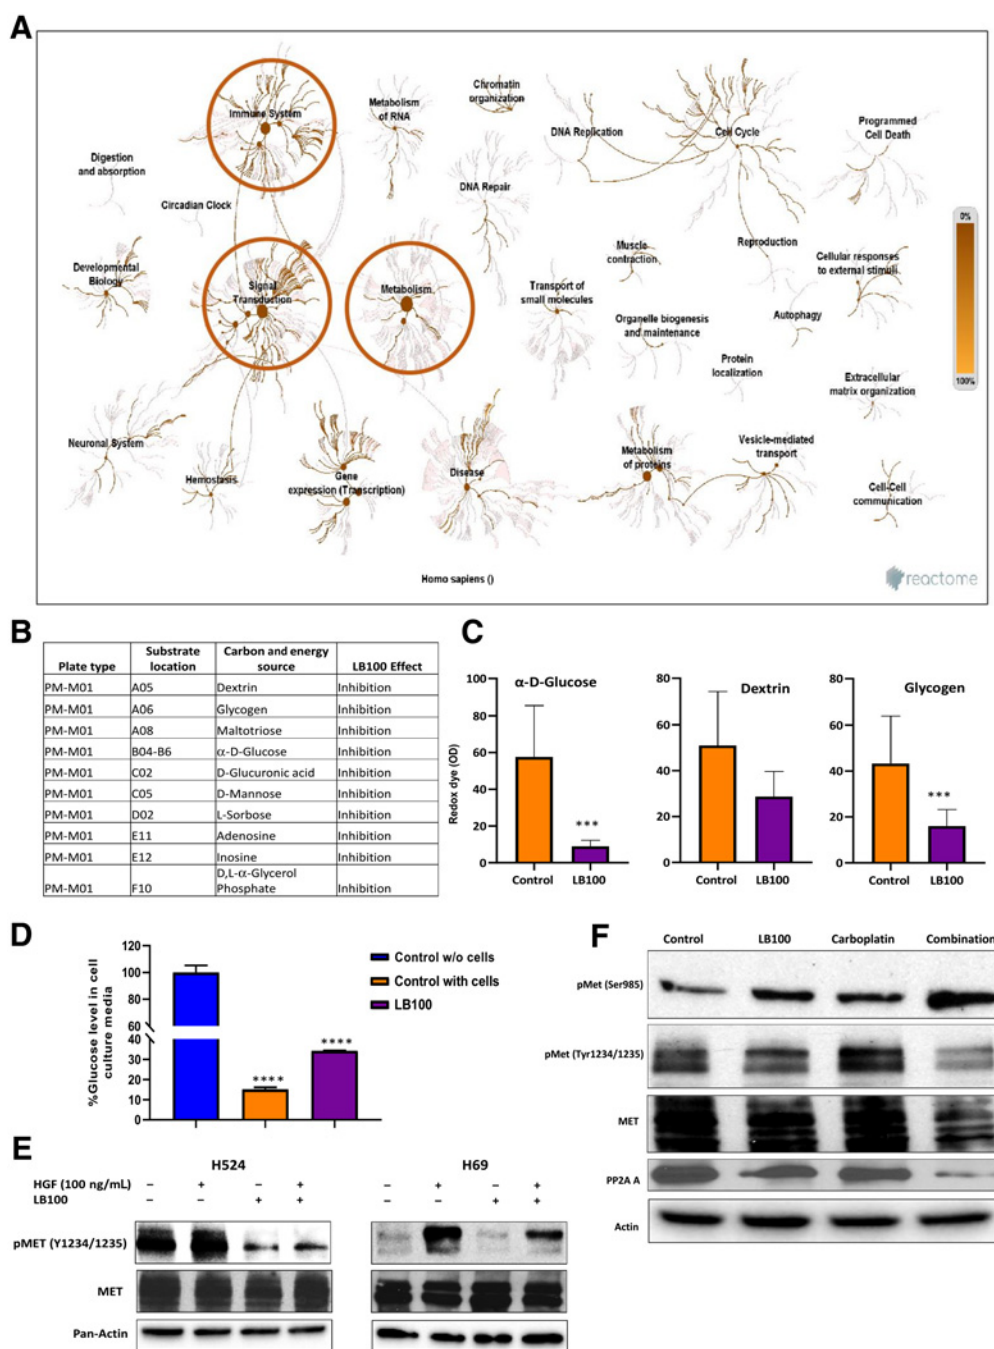 A
Immune System
Metabolism
of RNA
Chromatin
organization
DNA Replication
Cell Cycle
Programmed
Cell Death
Digestion
and absorption
Circadian Clock
DNA Repair
0%
Developmental
Biology
Signal
Transduction
Metabolism
Transport of
small molecules
Muscle
contraction
Reproduction
Cellular responses
to external stimuli
Organelle biogenesis
and maintenance
Autophagy
Protein
localization
100%
Extracellular
matrix organization
Neuronal System
Hemostasis
Gene
expression (Transcription)
Disease
Metabolism
of proteins
Vesicle-mediated
transport
Cell-Cell
communication
Homo sapiens ()
reactome
B
Plate type Substrate location Carbon and energy source LB100 Effect
PM-M01 A05 Dextrin Inhibition
PM-M01 A06 Glycogen Inhibition
PM-M01 A08 Maltotriose Inhibition
PM-M01 B04-B6 α-D-Glucose Inhibition
PM-M01 C02 D-Glucuronic acid Inhibition
PM-M01 C05 D-Mannose Inhibition
PM-M01 D02 L-Sorbose Inhibition
PM-M01 E11 Adenosine Inhibition
PM-M01 E12 Inosine Inhibition
PM-M01 F10 D,L-α-Glycerol Phosphate Inhibition
C
Redox dye (OD)
α-D-Glucose
100
80
60
40
20
0
***
Control LB100
Dextrin
80
60
40
20
0
Control LB100
Glycogen
80
60
40
20
0
***
Control LB100
D
%Glucose level in cell
culture media
120
100
80
60
40
30
20
10
0
****
****
Control w/o cells
Control with cells
LB100
E
H524 H69
HGF (100 ng/mL) – + – + – + – +
LB100 – – + + – – + +
pMET (Y1234/1235)
MET
Pan-Actin
F
Control LB100 Carboplatin Combination
pMet (Ser985)
pMet (Tyr1234/1235)
MET
PP2A A
Actin